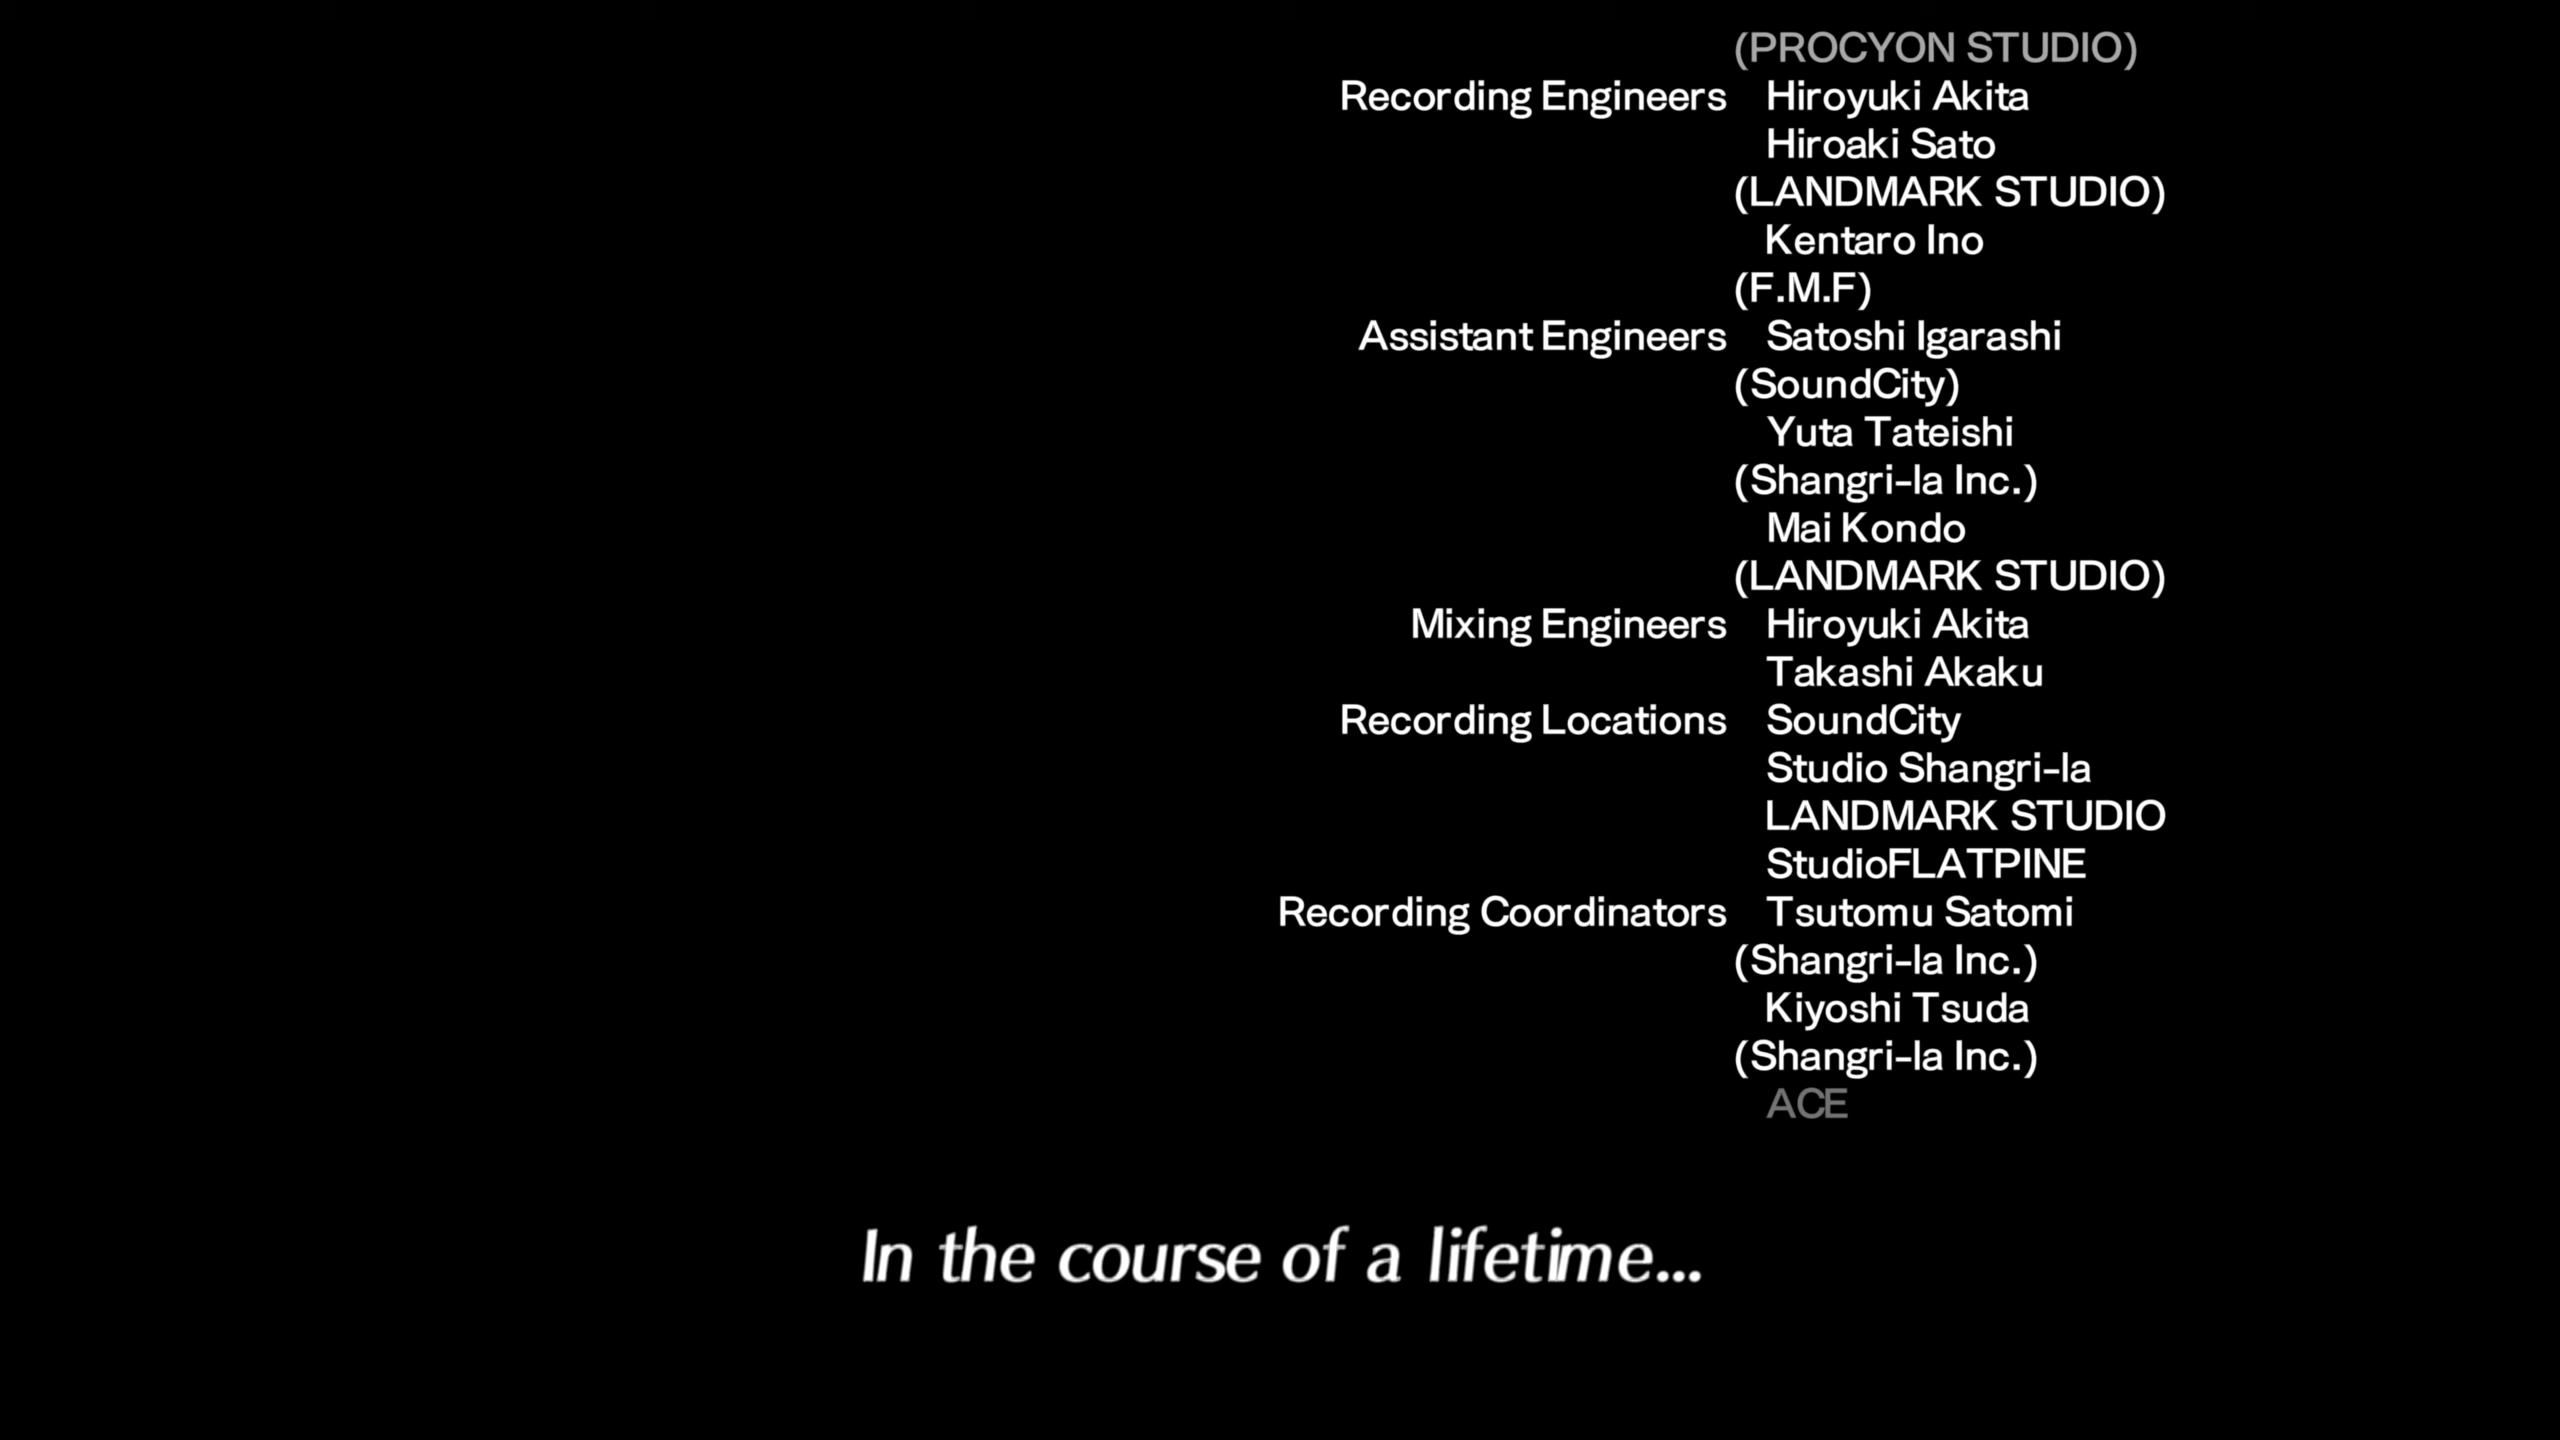 (PROCYON STUDIO)
Recording Engineers Hiroyuki Akita
Hiroaki Sato
(LANDMARK STUDIO)
Kentaro Ino
(F.M.F)
Assistant Engineers Satoshi Igarashi
(SoundCity)
Yuta Tateishi
(Shangri-la Inc.)
Mai Kondo
(LANDMARK STUDIO)
Mixing Engineers Hiroyuki Akita
Takashi Akaku
Recording Locations SoundCity
Studio Shangri-la
LANDMARK STUDIO
StudioFLATPINE
Recording Coordinators Tsutomu Satomi
(Shangri-la Inc.)
Kiyoshi Tsuda
(Shangri-la Inc.)
ACE
In the course of a lifetime...